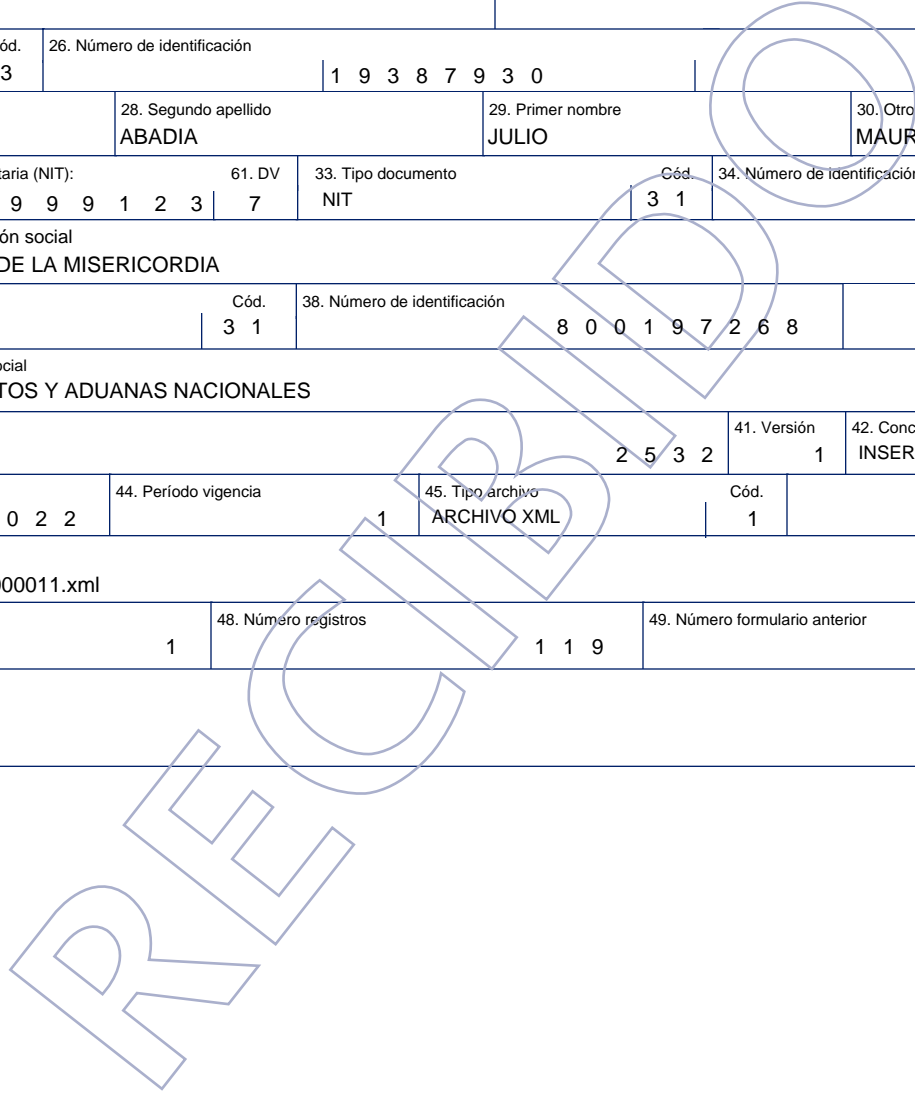 ód. 26. Número de identificación
3 1 9 3 8 7 9 3 0
28. Segundo apellido 29. Primer nombre 30. Otro
ABADIA JULIO MAUR
taria (NIT): 61. DV 33. Tipo documento Cód. 34. Número de identificación
9 9 9 1 2 3 7 NIT 3 1
ón social
DE LA MISERICORDIA
Cód. 38. Número de identificación
3 1 8 0 0 1 9 7 2 6 8
ocial
TOS Y ADUANAS NACIONALES
41. Versión 42. Conc
2 5 3 2 1 INSER
44. Período vigencia 45. Tipo archivo Cód.
0 2 2 1 ARCHIVO XML 1
000011.xml
48. Número registros 49. Número formulario anterior
1 1 1 9
RECIBIDO